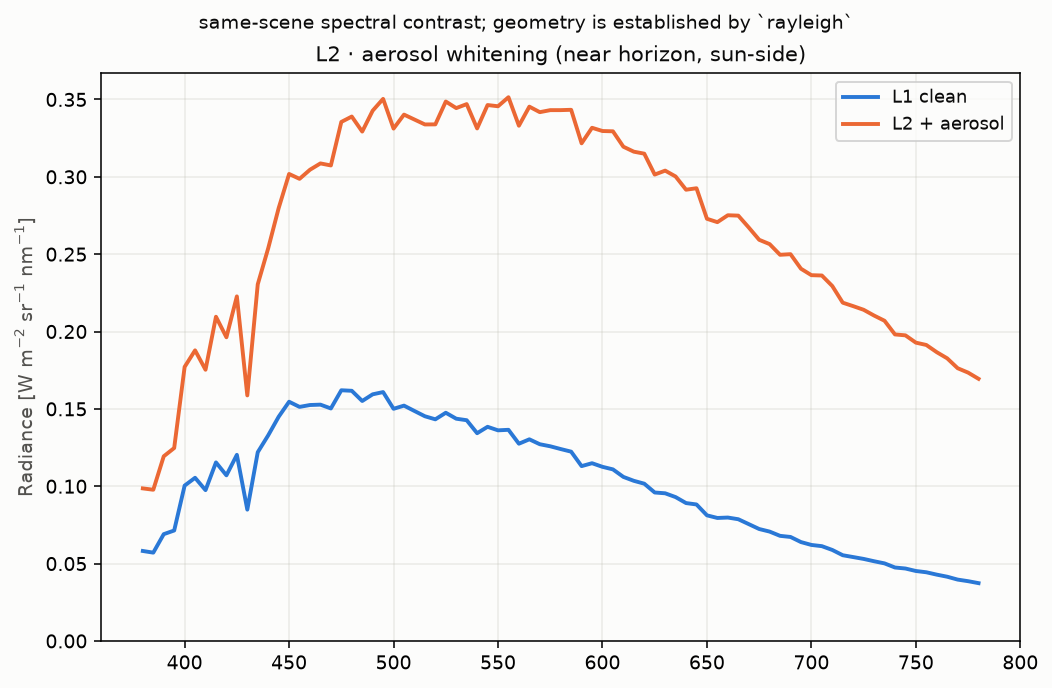 same-scene spectral contrast; geometry is established by `rayleigh`
L2 · aerosol whitening (near horizon, sun-side)
L1 clean
L2 + aerosol
Radiance [W m⁻² sr⁻¹ nm⁻¹]
0.35
0.30
0.25
0.20
0.15
0.10
0.05
0.00
400 450 500 550 600 650 700 750 800